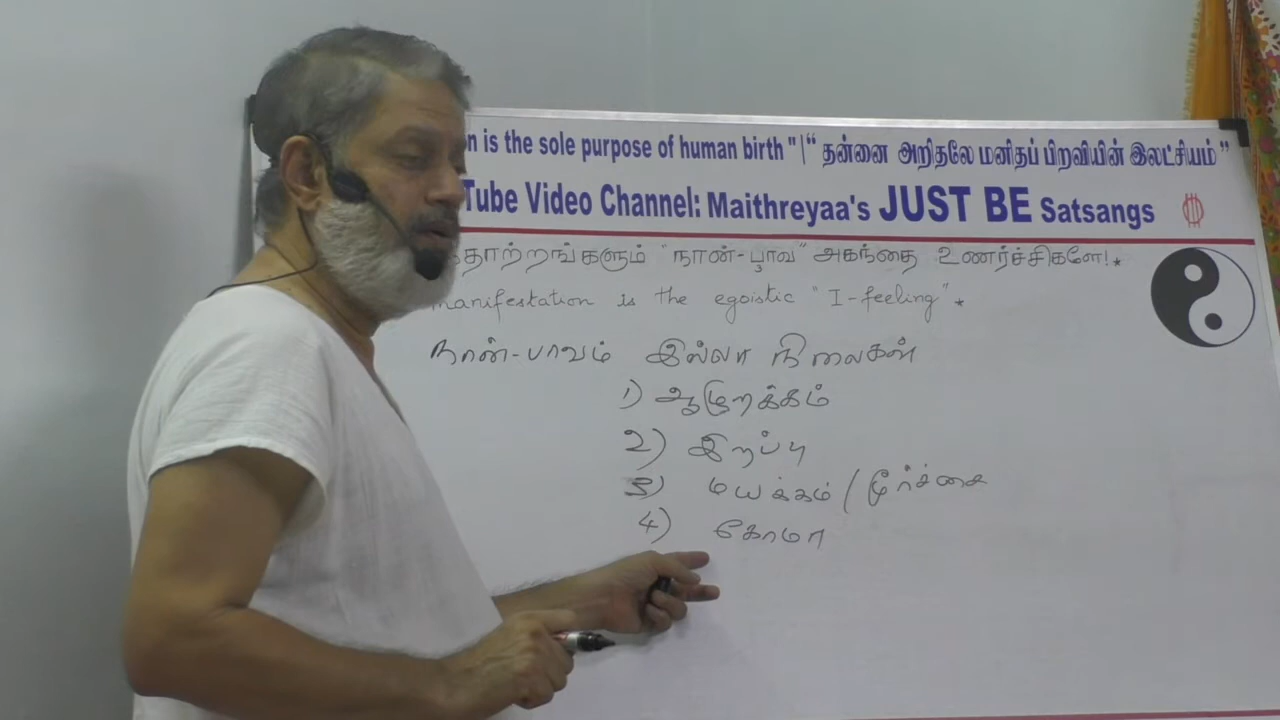 n is the sole purpose of human birth " | “ தன்னை அறிதலே மனிதப் பிறவியின் இலட்சியம் ”
Tube Video Channel: Maithreyaa's JUST BE Satsangs
தோற்றங்களும் "நான்-பாவ" அகந்தை உணர்ச்சிகளே!*
manifestation is the egoistic "I-feeling"*
நான்-பாவம் இல்லா நிலைகள்
1) ஆழுறக்கம்
2) இறப்பு
3) மயக்கம் / மூர்ச்சை
4) கோமா